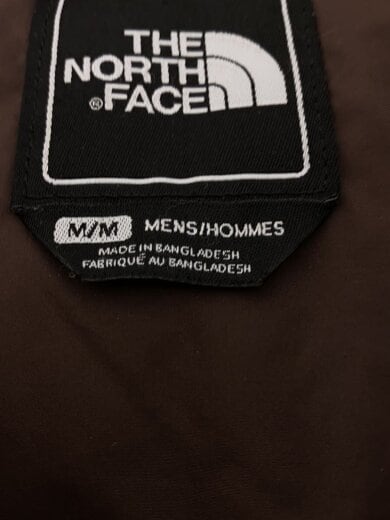 THE
NORTH
®FACE
M/M MENS/HOMMES
MADE IN BANGLADESH
FABRIQUÉ AU BANGLADESH